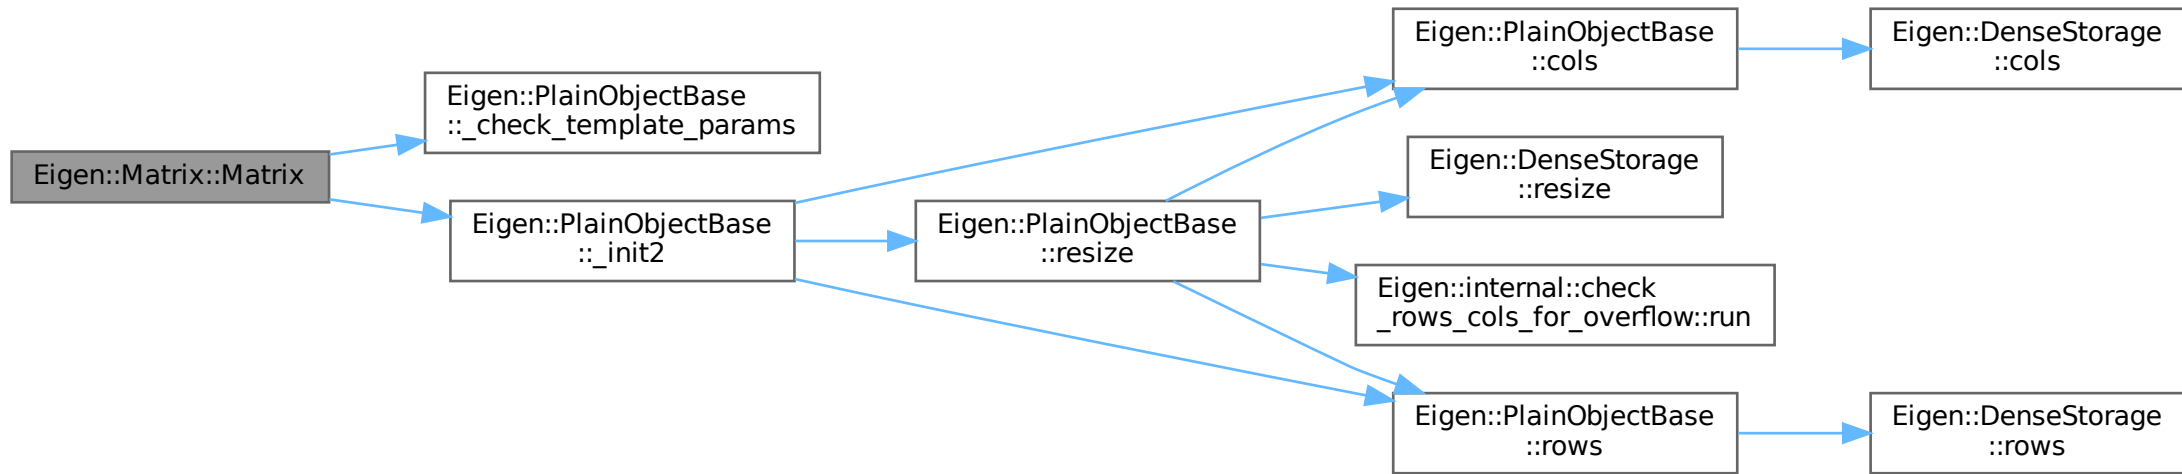 Eigen::Matrix::Matrix
Eigen::PlainObjectBase
::_check_template_params
Eigen::PlainObjectBase
::_init2
Eigen::PlainObjectBase
::resize
Eigen::PlainObjectBase
::cols
Eigen::DenseStorage
::resize
Eigen::internal::check
_rows_cols_for_overflow::run
Eigen::PlainObjectBase
::rows
Eigen::DenseStorage
::cols
Eigen::DenseStorage
::rows